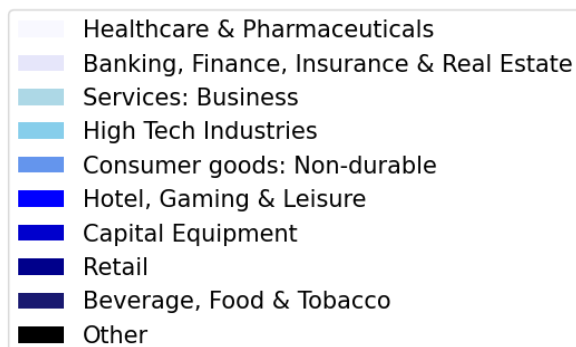 Healthcare & Pharmaceuticals
Banking, Finance, Insurance & Real Estate
Services: Business
High Tech Industries
Consumer goods: Non-durable
Hotel, Gaming & Leisure
Capital Equipment
Retail
Beverage, Food & Tobacco
Other